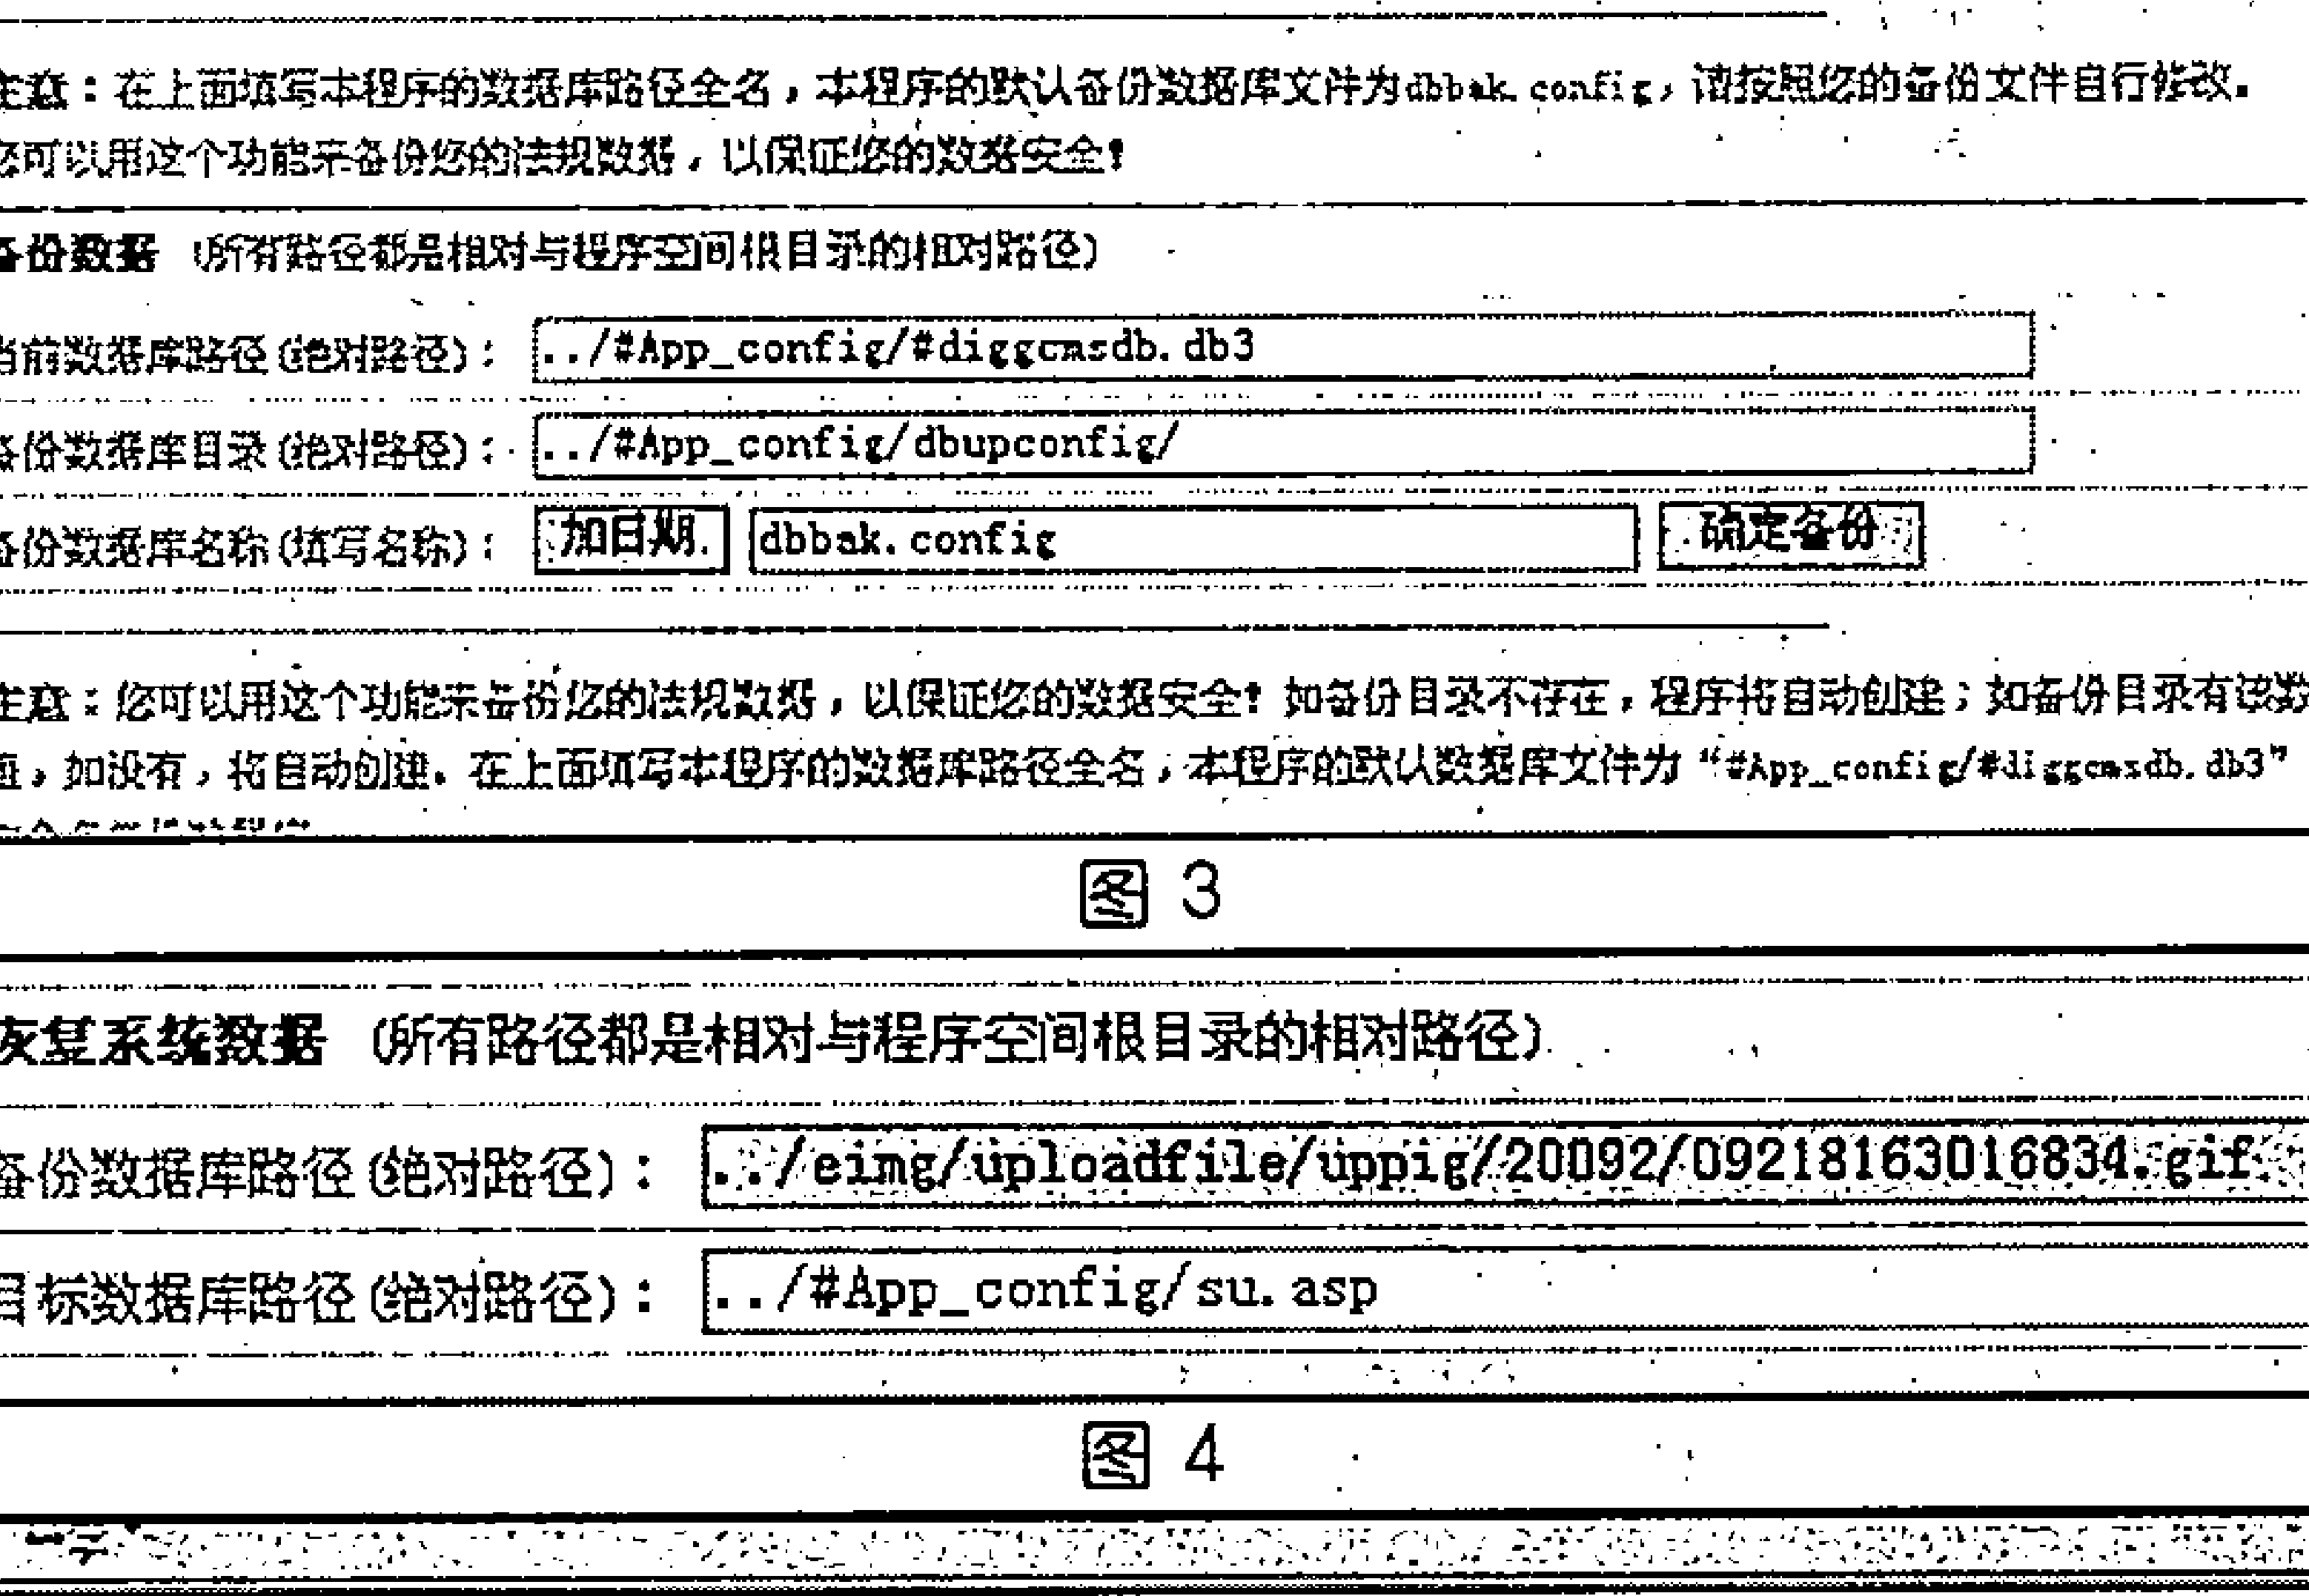 注意：在上面填写本程序的数据库路径全名，本程序的默认备份数据库文件为dbbak.config，请按照您的备份文件自行修改.
您可以用这个功能来备份您的法规数据，以保证您的数据安全！
备份数据 (所有路径都是相对与程序空间根目录的相对路径)
当前数据库路径(绝对路径)： ../#App_config/#diggcmsdb.db3
备份数据库目录(绝对路径)： ../#App_config/dbupconfig/
备份数据库名称(填写名称)： 加日期 dbbak.config 确定备份
注意：您可以用这个功能来备份您的法规数据，以保证您的数据安全！如备份目录不存在，程序将自动创建；如备份目录有该数
，如没有，将自动创建. 在上面填写本程序的数据库路径全名，本程序的默认数据库文件为 “#App_config/#diggcmsdb.db3”
图 3
恢复系统数据 (所有路径都是相对与程序空间根目录的相对路径)
备份数据库路径(绝对路径)： ../eimg/uploadfile/uppig/20092/09218163016834.gif
目标数据库路径(绝对路径)： ../#App_config/su.asp
图 4